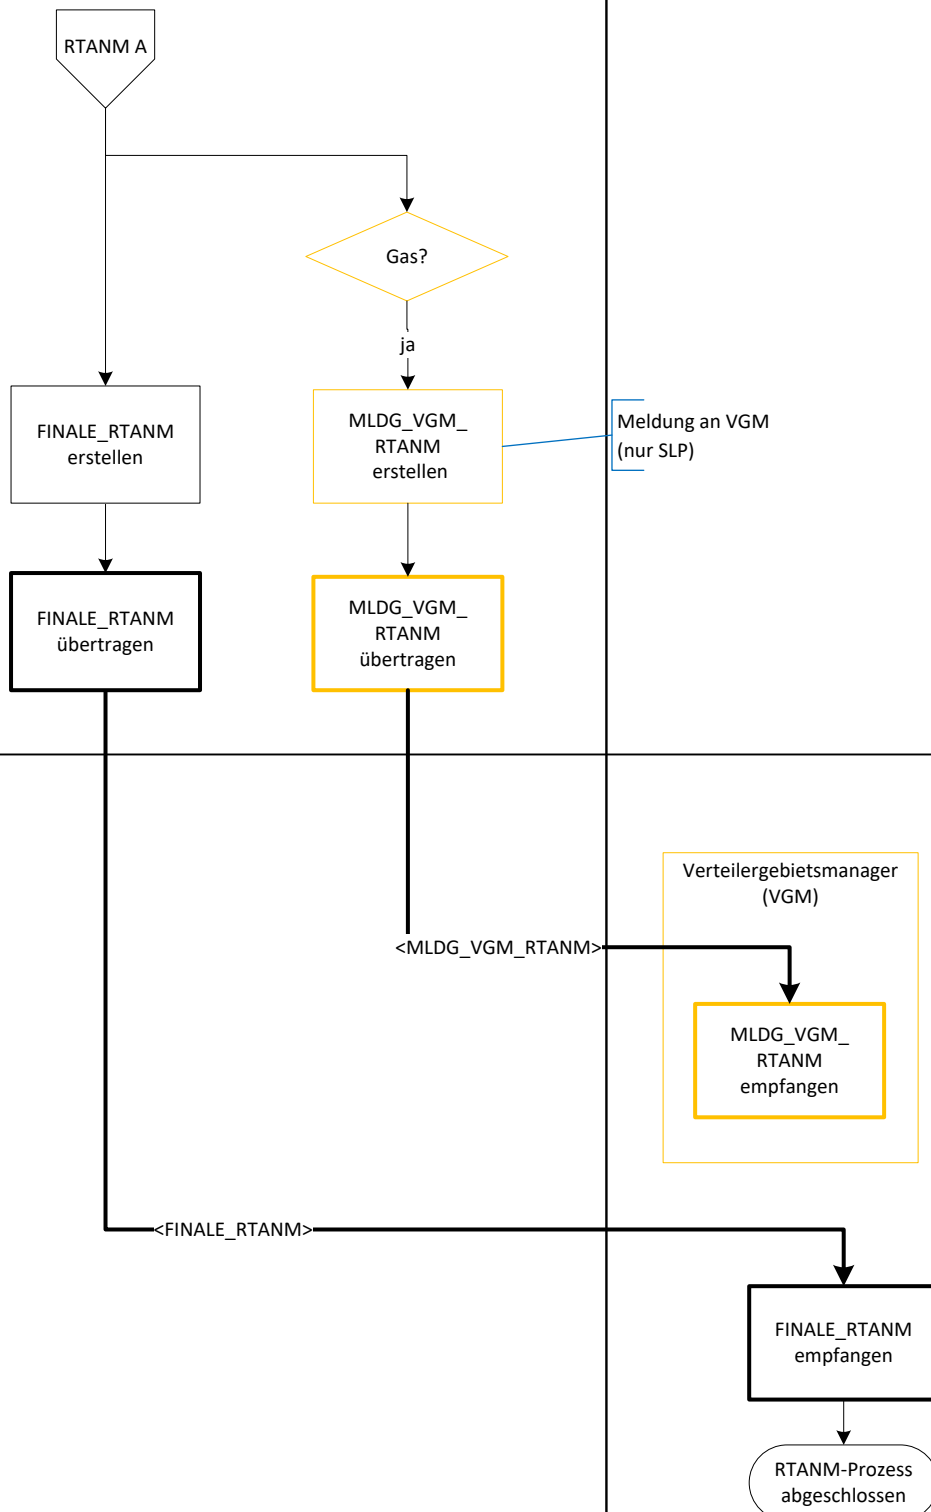 RTANM A
Gas?
ja
FINALE_RTANM
erstellen
MLDG_VGM_
RTANM
erstellen
Meldung an VGM
(nur SLP)
FINALE_RTANM
übertragen
MLDG_VGM_
RTANM
übertragen
Verteilergebietsmanager
(VGM)
<MLDG_VGM_RTANM>
MLDG_VGM_
RTANM
empfangen
<FINALE_RTANM>
FINALE_RTANM
empfangen
RTANM-Prozess
abgeschlossen